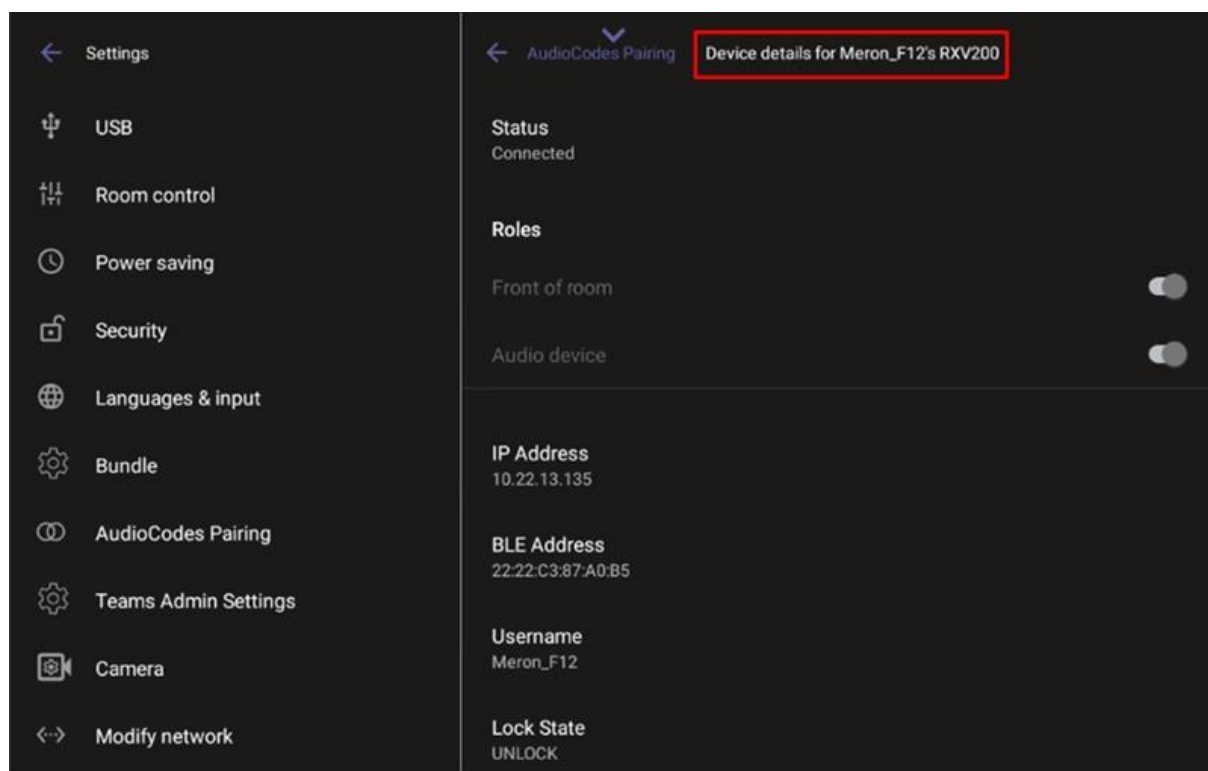 Settings
USB
Room control
Power saving
Security
Languages & input
Bundle
AudioCodes Pairing
Teams Admin Settings
Camera
Modify network
AudioCodes Pairing Device details for Meron_F12's RXV200
Status
Connected
Roles
Front of room
Audio device
IP Address
10.22.13.135
BLE Address
22:22:C3:87:A0:B5
Username
Meron_F12
Lock State
UNLOCK